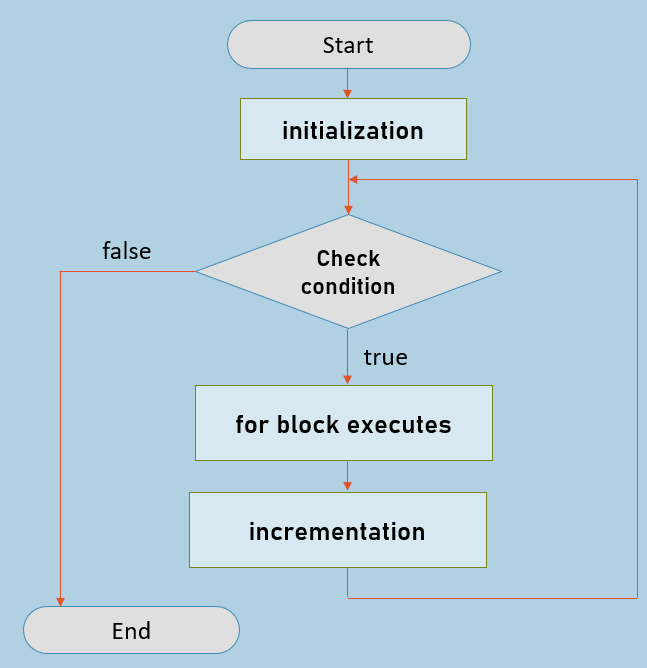 Start
initialization
Check
condition
false
true
for block executes
incrementation
End